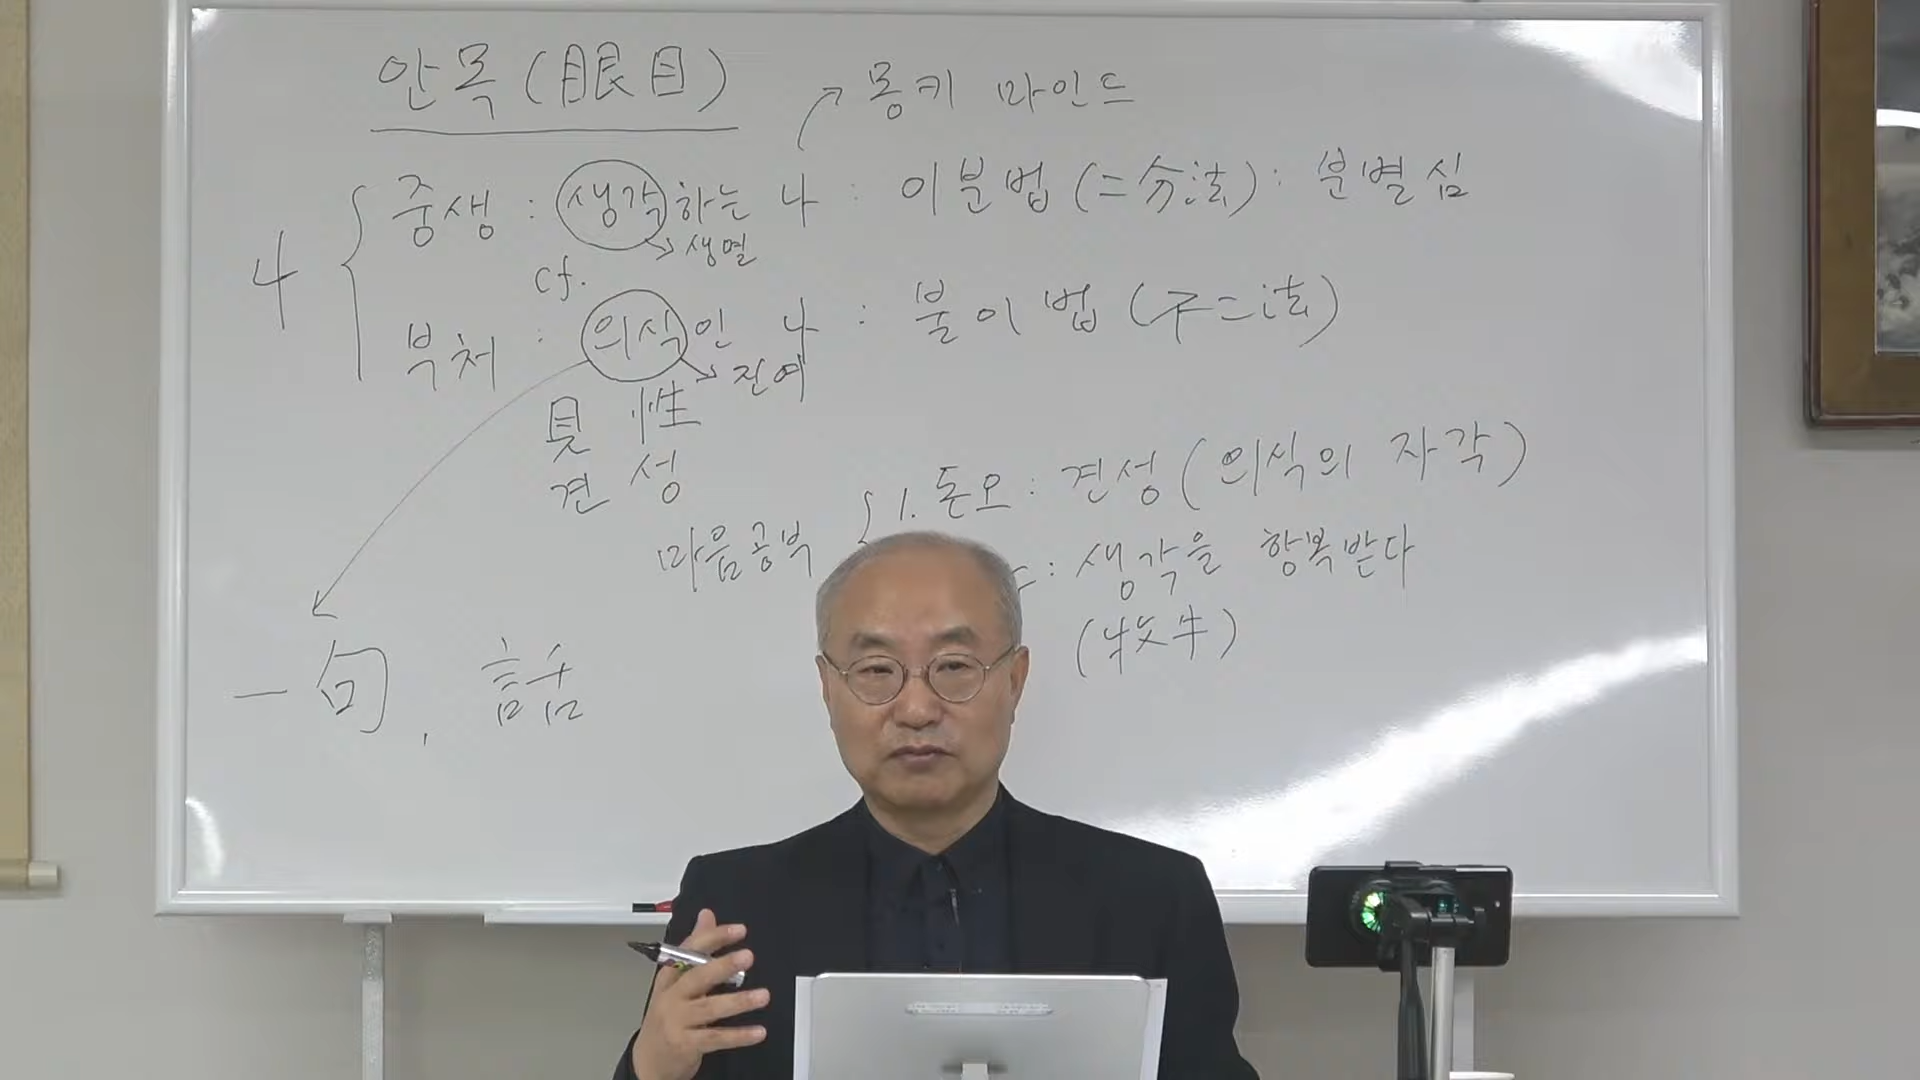 안목(眼目)
몽키 마인드
나
중생 : 생각하는 나 : 이분법(二分法) : 분별심
생멸
cf.
부처 : 의식인 나 : 불이법(不二法)
진여
見性
견성
마음공부
1. 돈오 : 견성(의식의 자각)
: 생각을 항복받다
(牧牛)
一句, 話